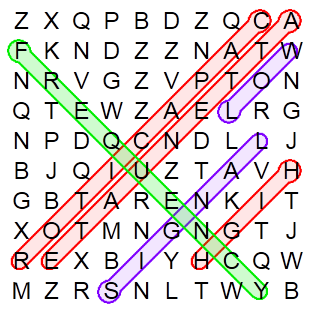 Z X Q P B D Z Q C A
F K N D Z Z N A T W
N R V G Z V P T O N
Q T E W Z A E L R G
N P D Q C N D L L J
B J Q I U Z T A V H
G B T A R E N K I T
X O T M N G N G T J
R E X B I Y H C Q W
M Z R S N L T W Y B